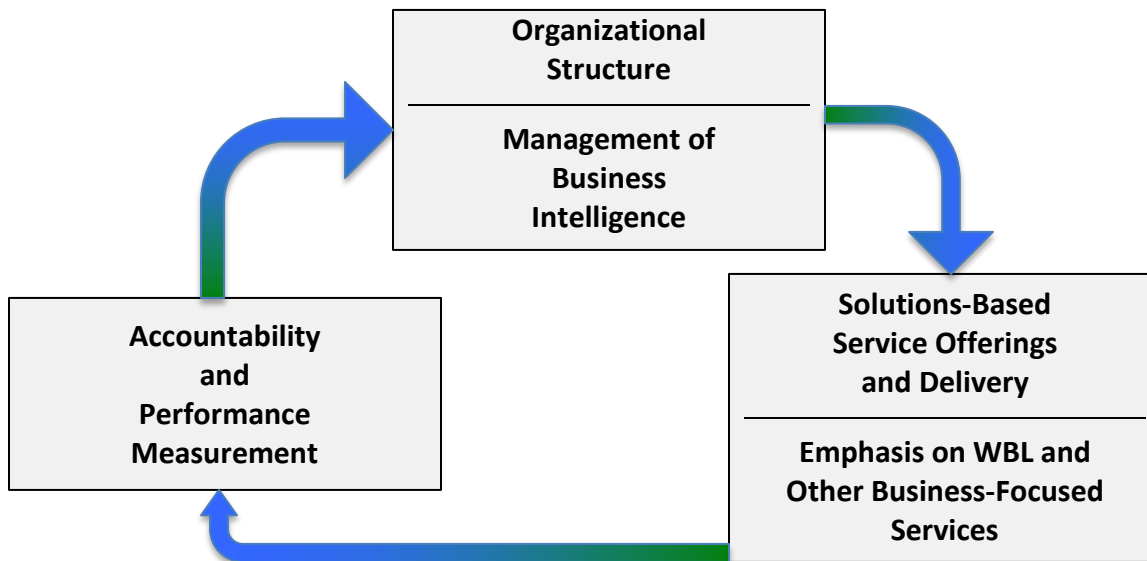 Organizational
Structure
Management of
Business
Intelligence
Solutions-Based
Service Offerings
and Delivery
Emphasis on WBL and
Other Business-Focused
Services
Accountability
and
Performance
Measurement